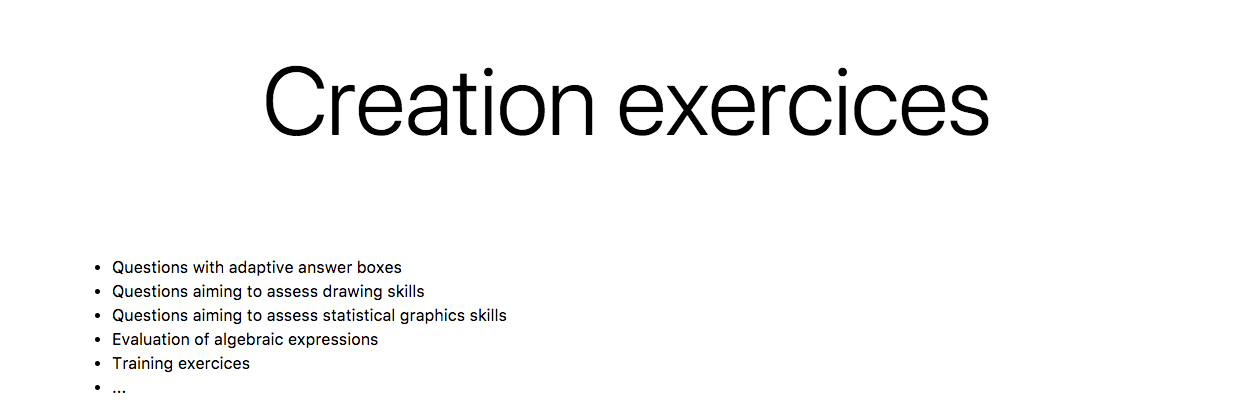 Creation exercices
• Questions with adaptive answer boxes
• Questions aiming to assess drawing skills
• Questions aiming to assess statistical graphics skills
• Evaluation of algebraic expressions
• Training exercices
• ...